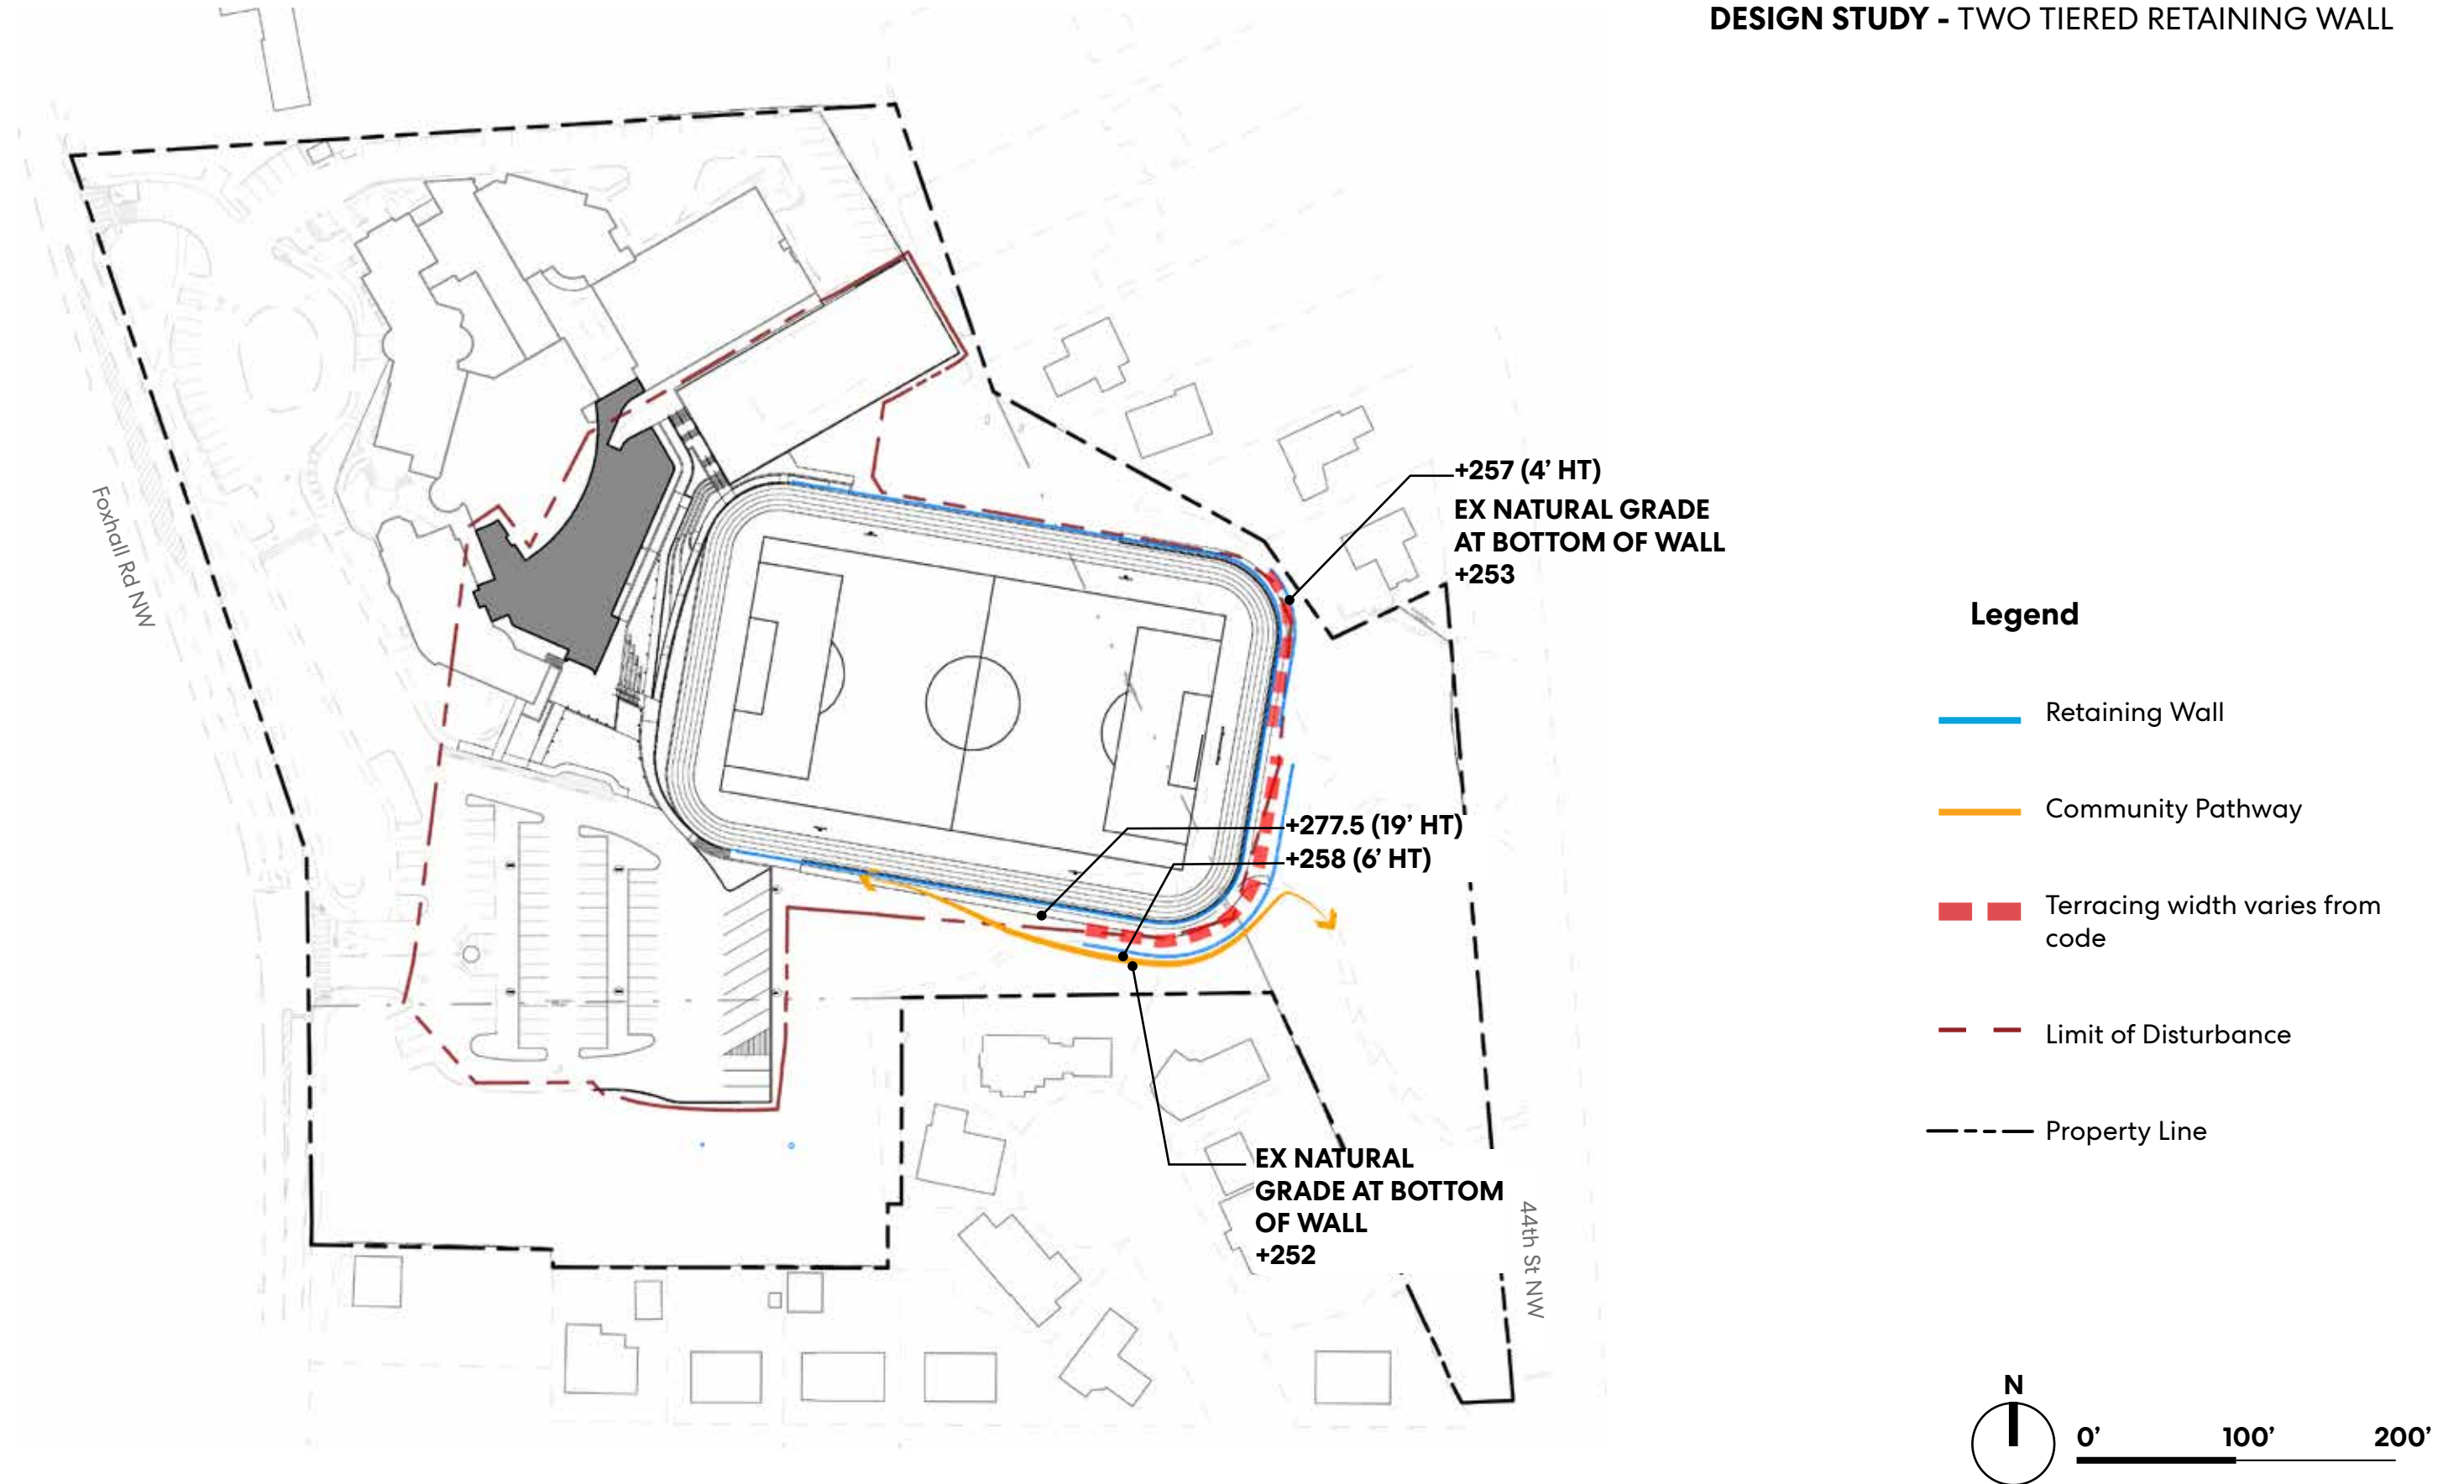 DESIGN STUDY - TWO TIERED RETAINING WALL
Foxhall Rd NW
+257 (4’ HT)
EX NATURAL GRADE
AT BOTTOM OF WALL
+253
+277.5 (19’ HT)
+258 (6’ HT)
EX NATURAL
GRADE AT BOTTOM
OF WALL
+252
44th St NW
Legend
Retaining Wall
Community Pathway
Terracing width varies from
code
Limit of Disturbance
Property Line
N
0’ 100’ 200’